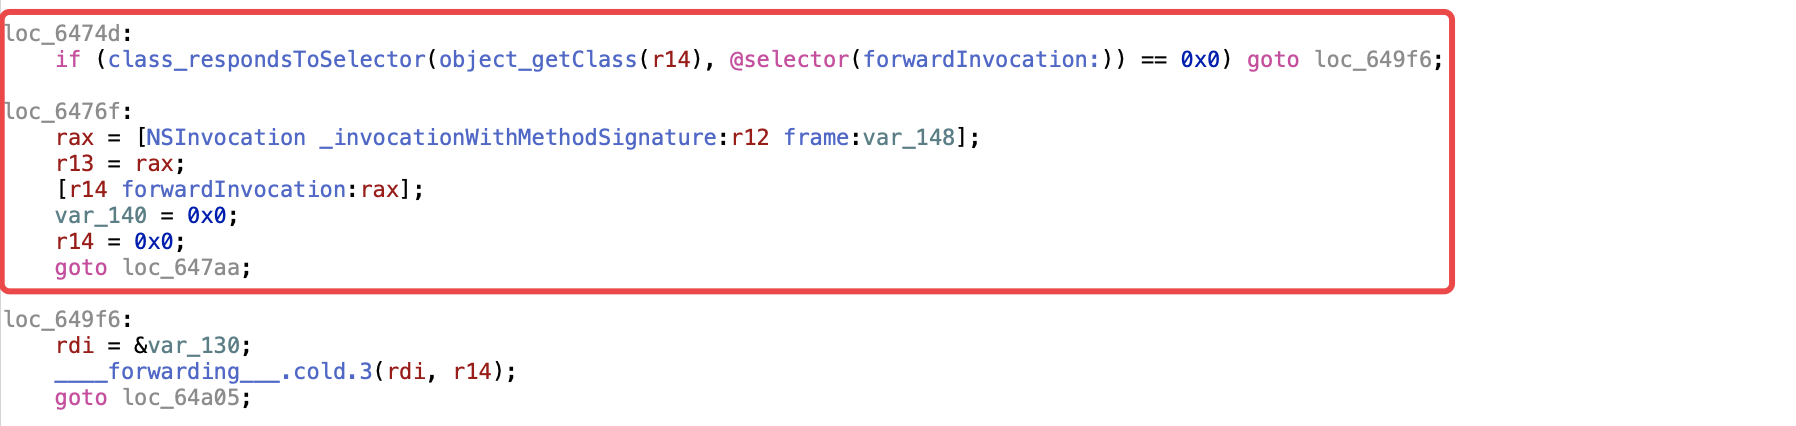 loc_6474d:
if (class_respondsToSelector(object_getClass(r14), @selector(forwardInvocation:)) == 0x0) goto loc_649f6;
loc_6476f:
rax = [NSInvocation _invocationWithMethodSignature:r12 frame:var_148];
r13 = rax;
[r14 forwardInvocation:rax];
var_140 = 0x0;
r14 = 0x0;
goto loc_647aa;
loc_649f6:
rdi = &var_130;
____forwarding___.cold.3(rdi, r14);
goto loc_64a05;